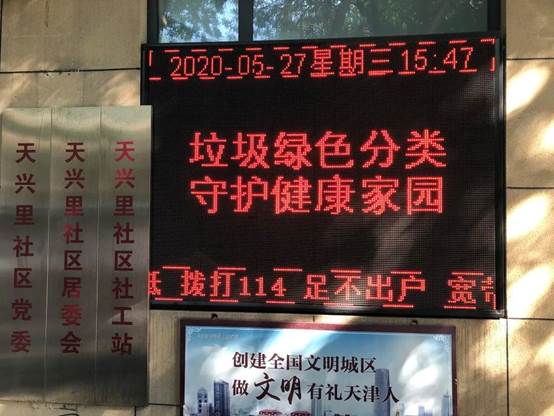 2020-05-27星期三15:47
垃圾绿色分类
守护健康家园
拨打114 足不出户 宽
天兴里社区党委
天兴里社区居委会
天兴里社区社工站
创建全国文明城区
做文明有礼天津人